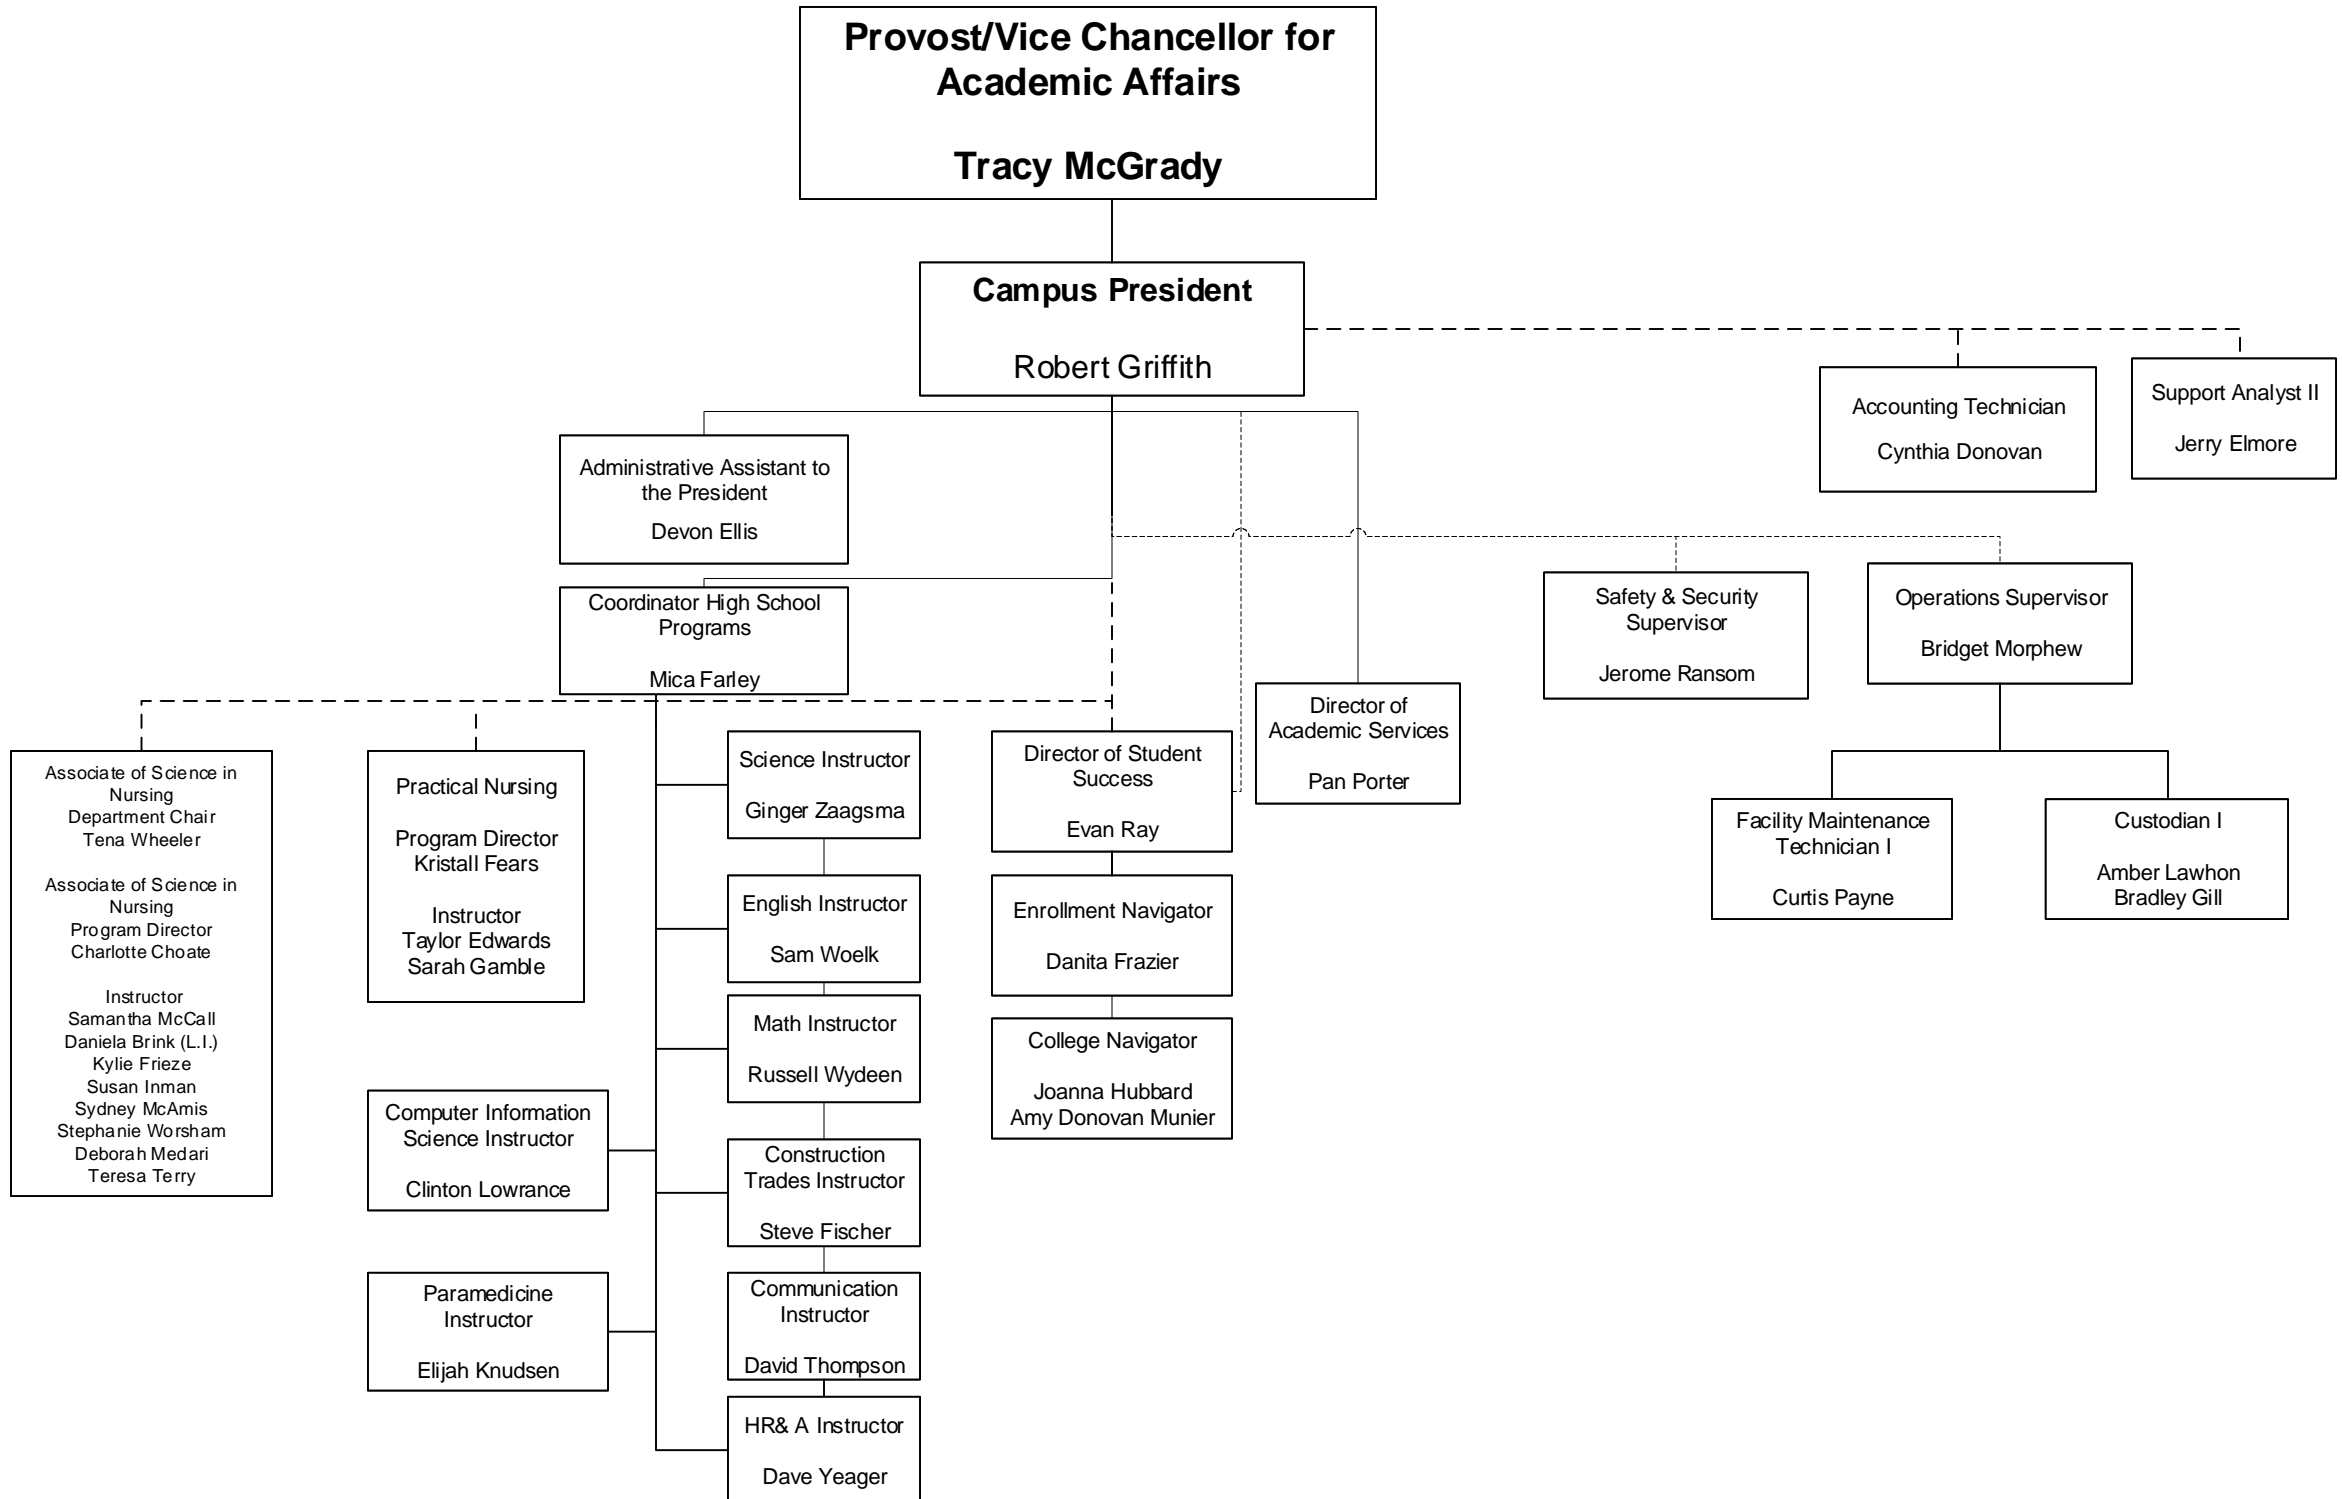 Provost/Vice Chancellor for
Academic Affairs
Tracy McGrady
Campus President
Robert Griffith
Accounting Technician
Cynthia Donovan
Support Analyst II
Jerry Elmore
Administrative Assistant to
the President
Devon Ellis
Coordinator High School
Programs
Mica Farley
Safety & Security
Supervisor
Jerome Ransom
Operations Supervisor
Bridget Morphew
Director of
Academic Services
Pan Porter
Associate of Science in
Nursing
Department Chair
Tena Wheeler
Associate of Science in
Nursing
Program Director
Charlotte Choate
Instructor
Samantha McCall
Daniela Brink (L.I.)
Kylie Frieze
Susan Inman
Sydney McAmis
Stephanie Worsham
Deborah Medari
Teresa Terry
Practical Nursing
Program Director
Kristall Fears
Instructor
Taylor Edwards
Sarah Gamble
Computer Information
Science Instructor
Clinton Lowrance
Paramedicine
Instructor
Elijah Knudsen
Science Instructor
Ginger Zaagsma
English Instructor
Sam Woelk
Math Instructor
Russell Wydeen
Construction
Trades Instructor
Steve Fischer
Communication
Instructor
David Thompson
HR& A Instructor
Dave Yeager
Director of Student
Success
Evan Ray
Enrollment Navigator
Danita Frazier
College Navigator
Joanna Hubbard
Amy Donovan Munier
Facility Maintenance
Technician I
Curtis Payne
Custodian I
Amber Lawhon
Bradley Gill